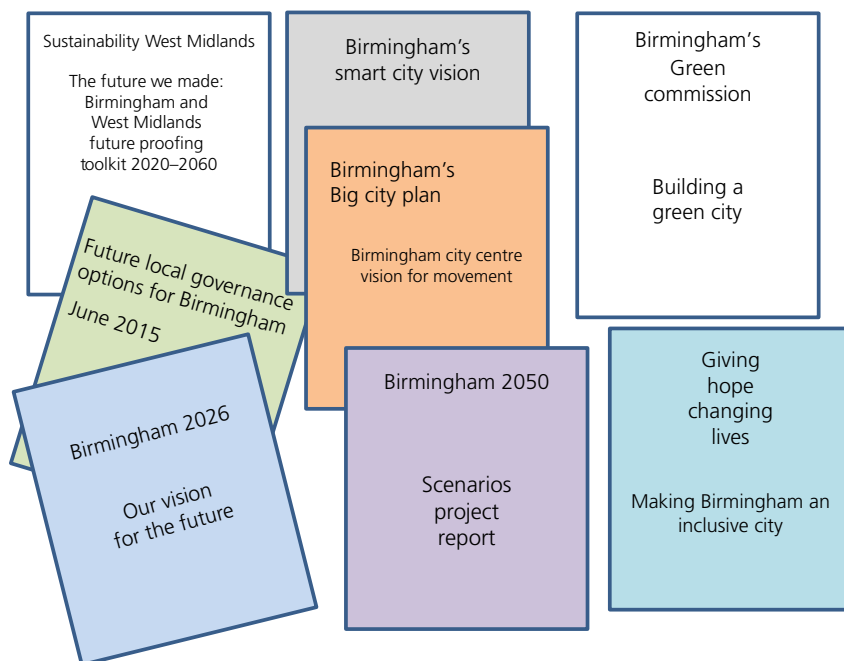 Sustainability West Midlands
The future we made:
Birmingham and
West Midlands
future proofing
toolkit 2020–2060
Birmingham's
smart city vision
Birmingham's
Green
commission
Building a
green city
Birmingham's
Big city plan
Birmingham city centre
vision for movement
Future local governance
options for Birmingham
June 2015
Birmingham 2026
Our vision
for the future
Birmingham 2050
Scenarios
project
report
Giving
hope
changing
lives
Making Birmingham an
inclusive city